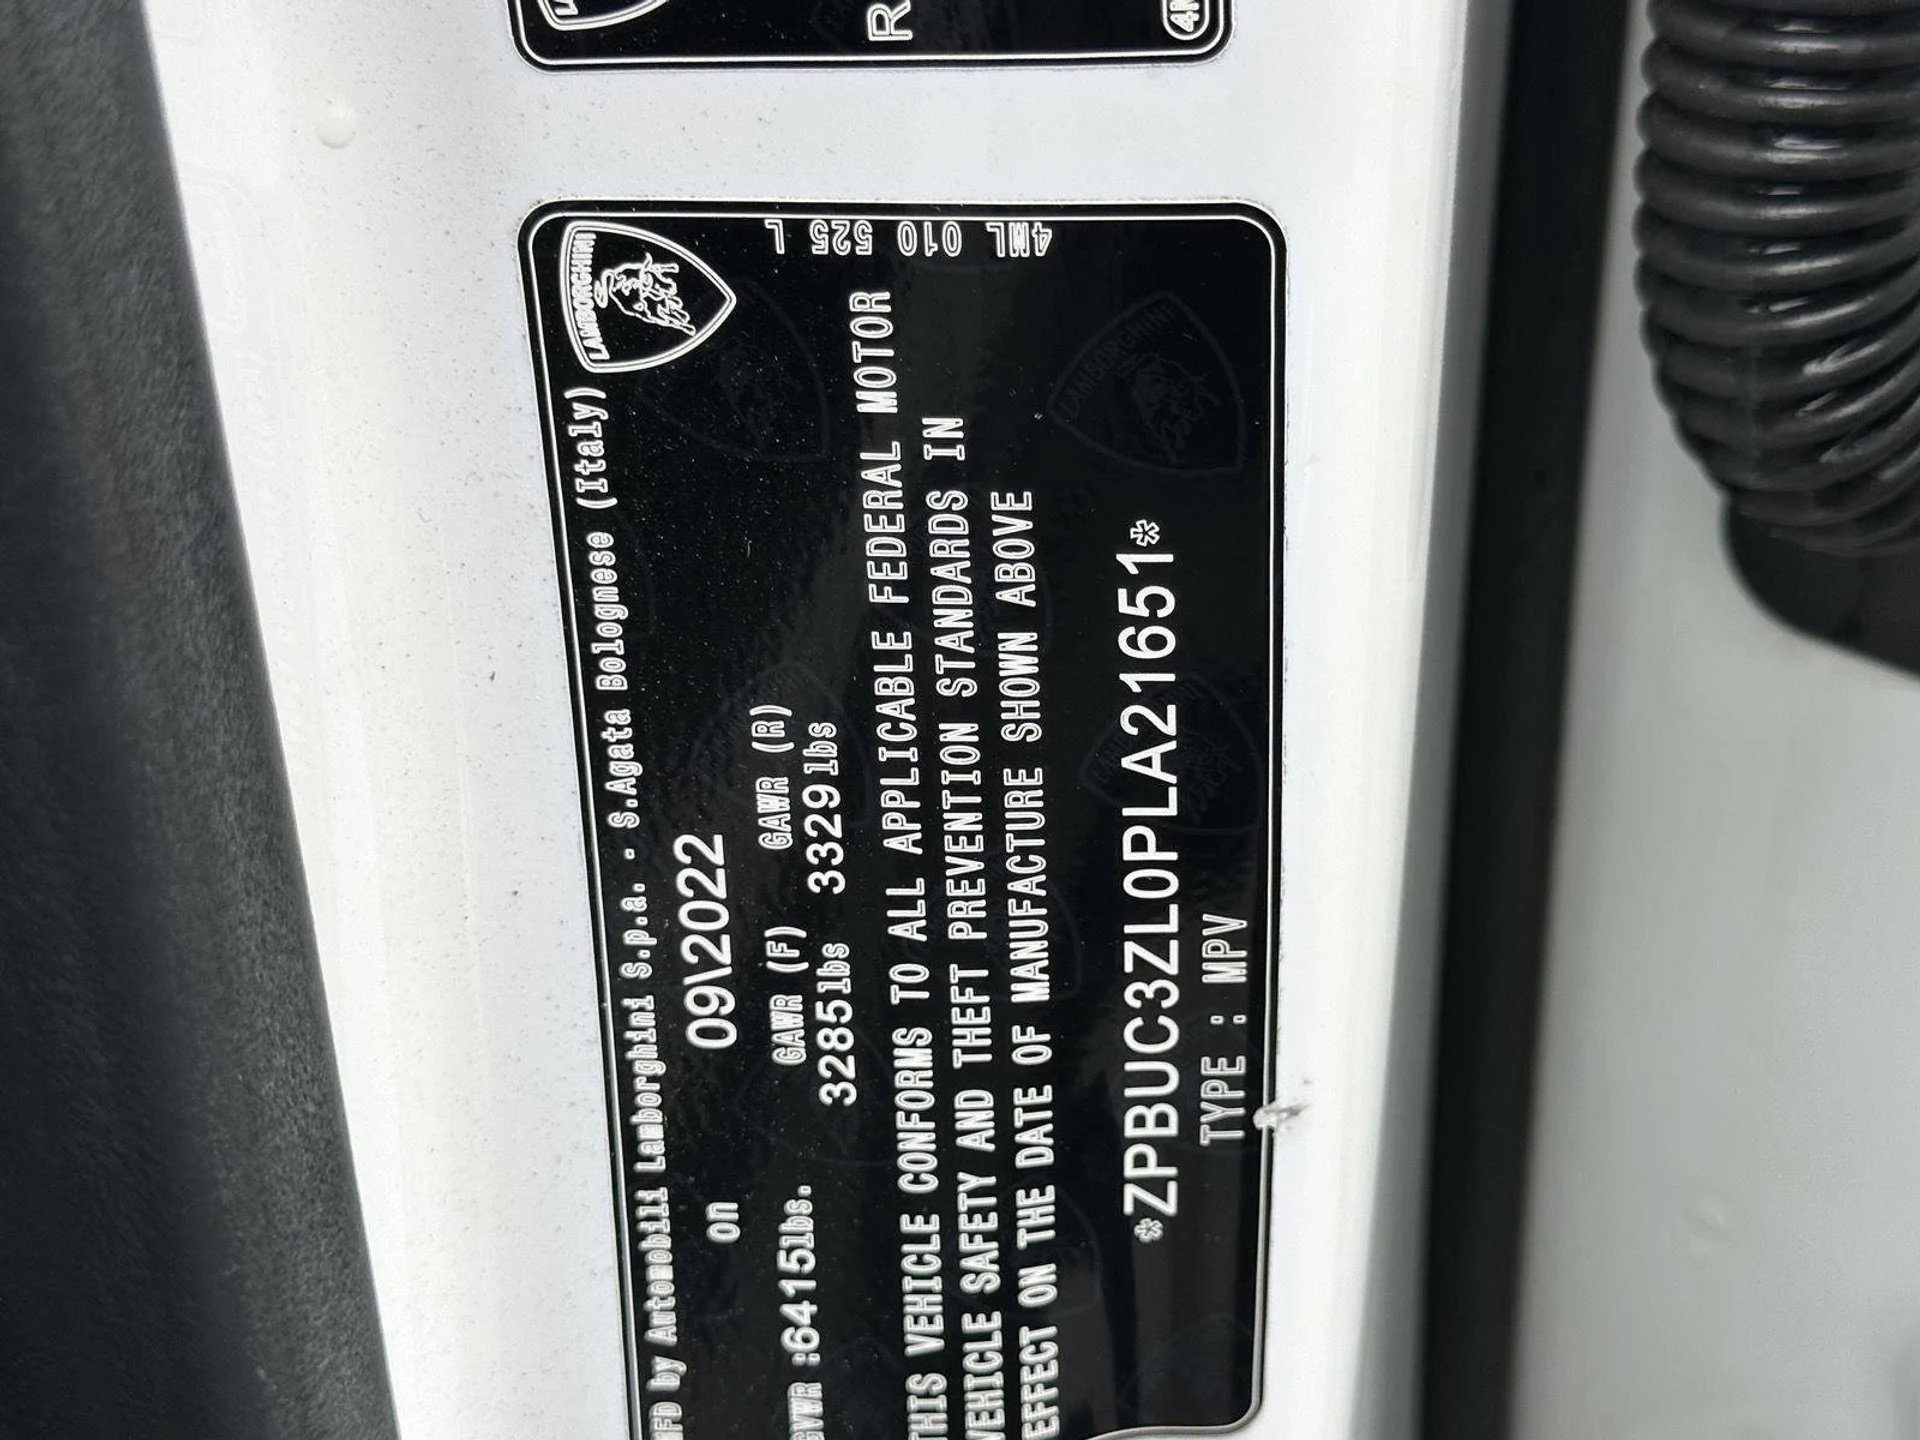 R
LAMBORGHINI
4ML 010 525 L
MFD by Automobili Lamborghini S.p.a. - S.Agata Bolognese (Italy)
on 09\2022
GVWR :6415lbs. GAWR (F) GAWR (R)
3285lbs 3329lbs
THIS VEHICLE CONFORMS TO ALL APPLICABLE FEDERAL MOTOR
VEHICLE SAFETY AND THEFT PREVENTION STANDARDS IN
EFFECT ON THE DATE OF MANUFACTURE SHOWN ABOVE
*ZPBUC3ZL0PLA21651*
TYPE : MPV